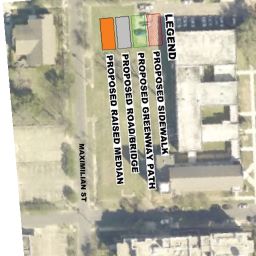 LEGEND
PROPOSED SIDEWALK
PROPOSED GREENWAY PATH
PROPOSED ROAD/BRIDGE
PROPOSED RAISED MEDIAN
MAXIMILIAN ST